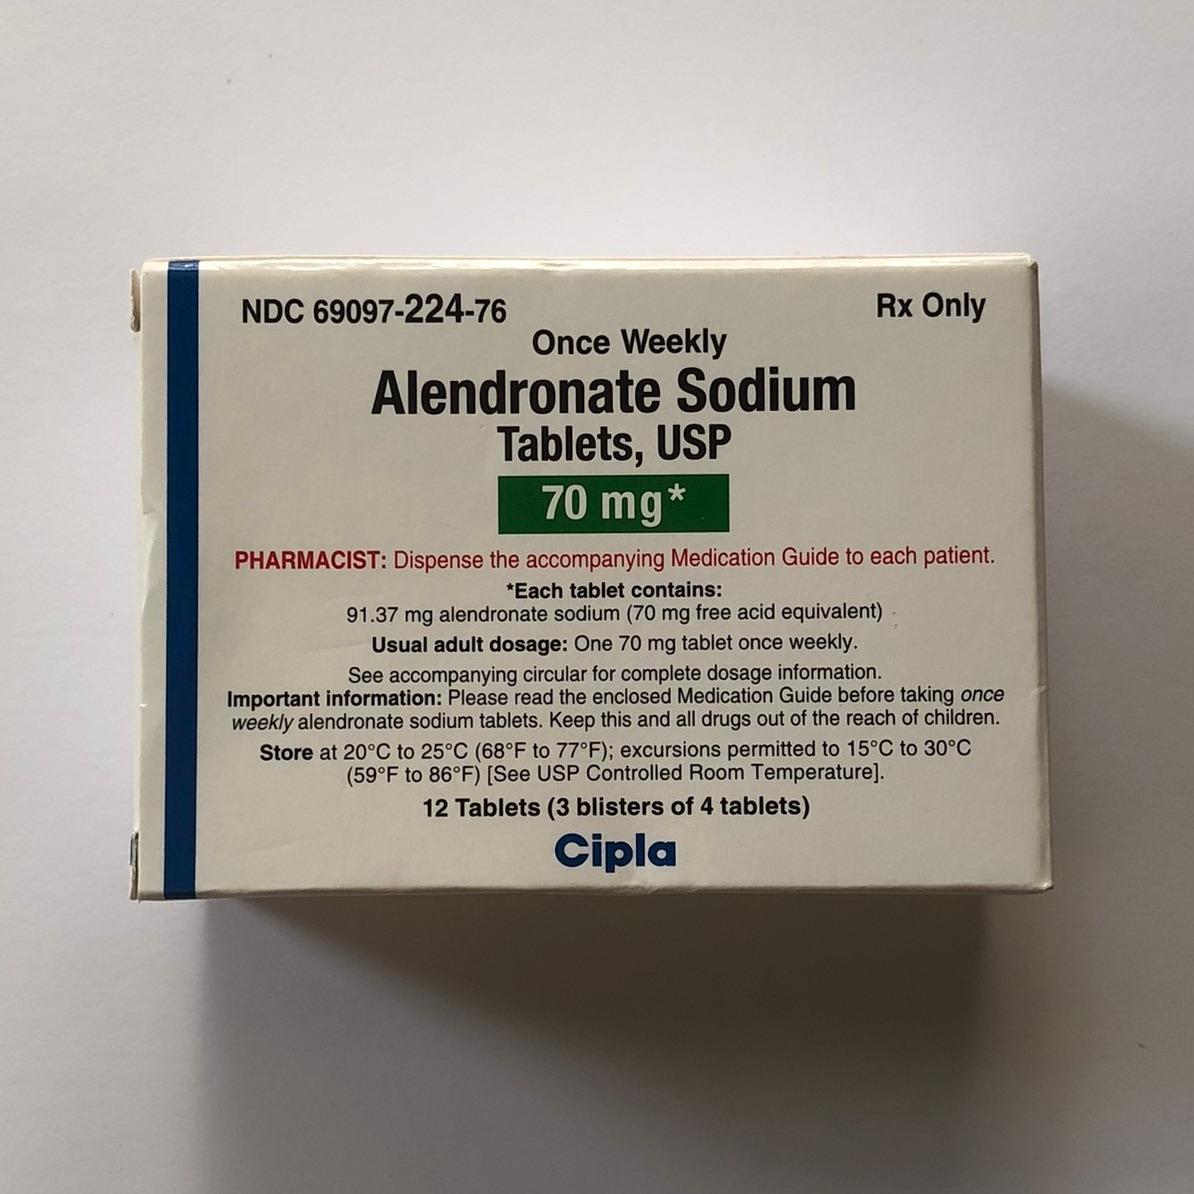 NDC 69097-224-76
Rx Only
Once Weekly
Alendronate Sodium
Tablets, USP
70 mg*
PHARMACIST: Dispense the accompanying Medication Guide to each patient.
*Each tablet contains:
91.37 mg alendronate sodium (70 mg free acid equivalent)
Usual adult dosage: One 70 mg tablet once weekly.
See accompanying circular for complete dosage information.
Important information: Please read the enclosed Medication Guide before taking once
weekly alendronate sodium tablets. Keep this and all drugs out of the reach of children.
Store at 20°C to 25°C (68°F to 77°F); excursions permitted to 15°C to 30°C
(59°F to 86°F) [See USP Controlled Room Temperature].
12 Tablets (3 blisters of 4 tablets)
Cipla